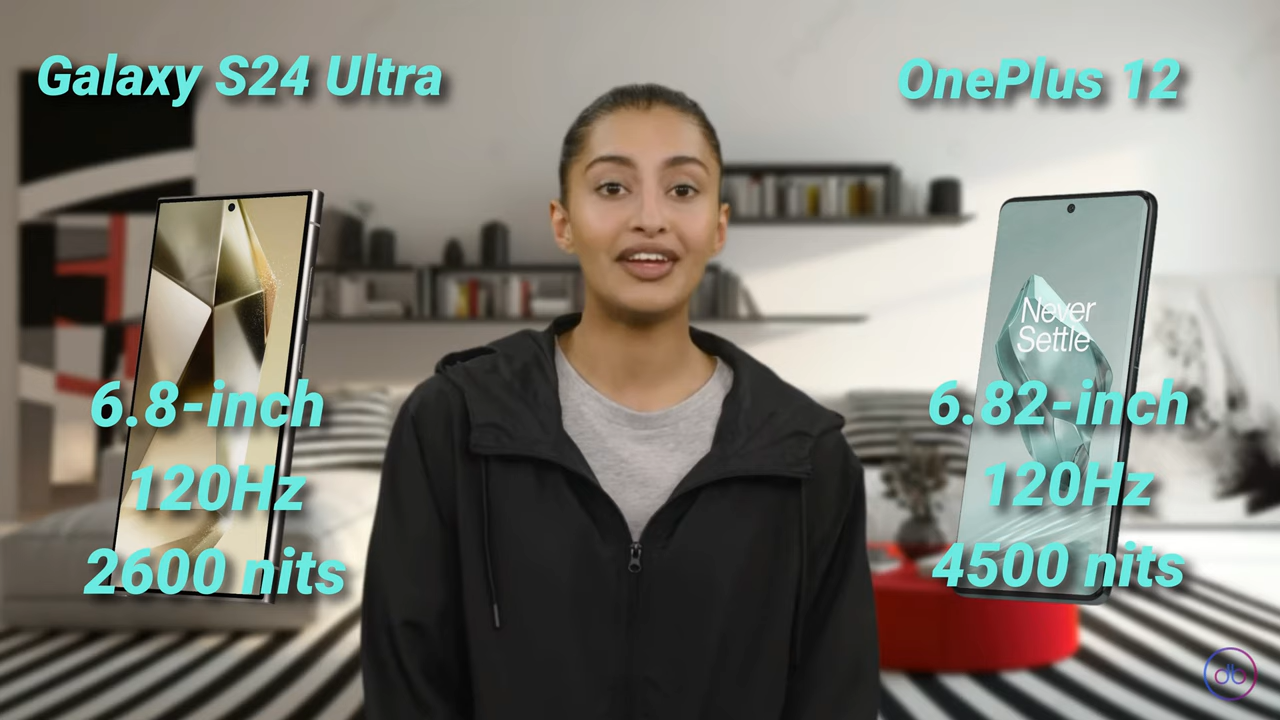 Galaxy S24 Ultra
OnePlus 12
Never
Settle
6.8-inch
120Hz
2600 nits
6.82-inch
120Hz
4500 nits
db